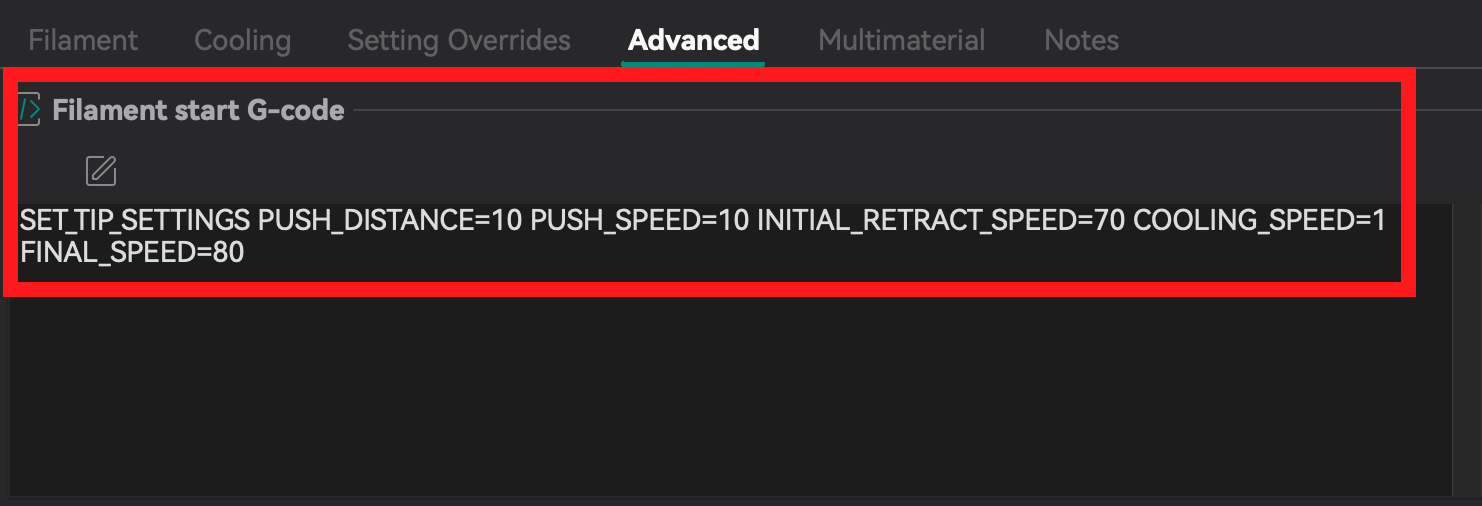 Filament Cooling Setting Overrides Advanced Multimaterial Notes
Filament start G-code
SET_TIP_SETTINGS PUSH_DISTANCE=10 PUSH_SPEED=10 INITIAL_RETRACT_SPEED=70 COOLING_SPEED=1
FINAL_SPEED=80